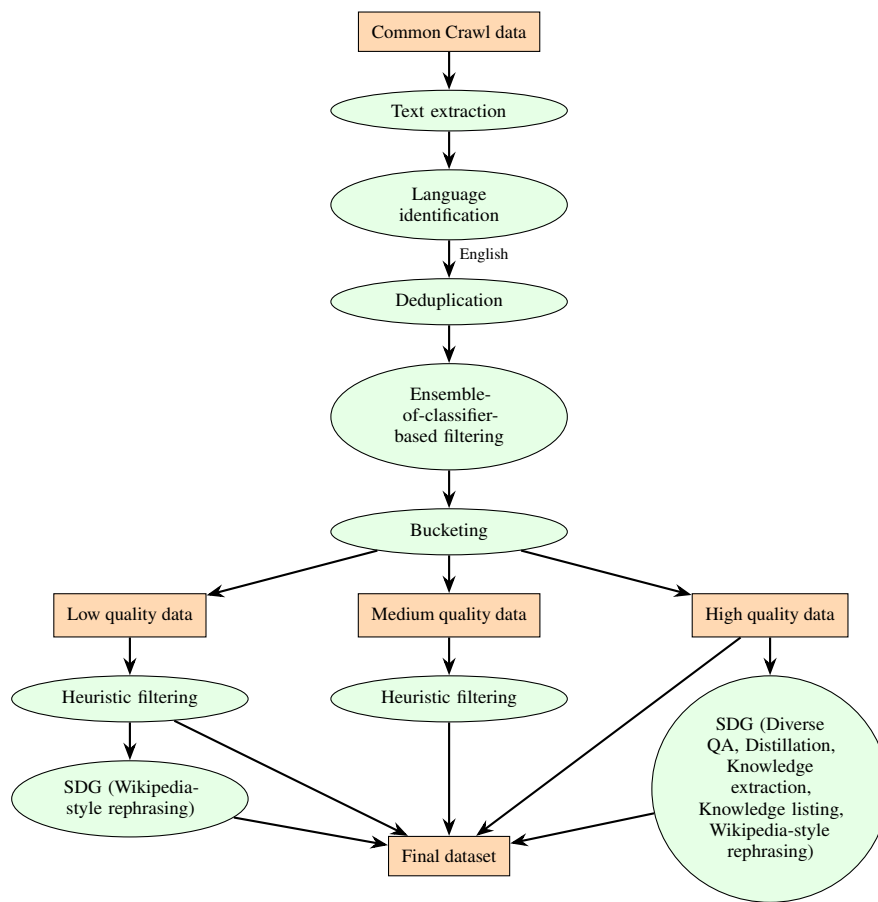 Common Crawl data
Text extraction
Language
identification
English
Deduplication
Ensemble-
of-classifier-
based filtering
Bucketing
Low quality data
Medium quality data
High quality data
Heuristic filtering
Heuristic filtering
SDG (Diverse
QA, Distillation,
Knowledge
extraction,
Knowledge listing,
Wikipedia-style
rephrasing)
SDG (Wikipedia-
style rephrasing)
Final dataset